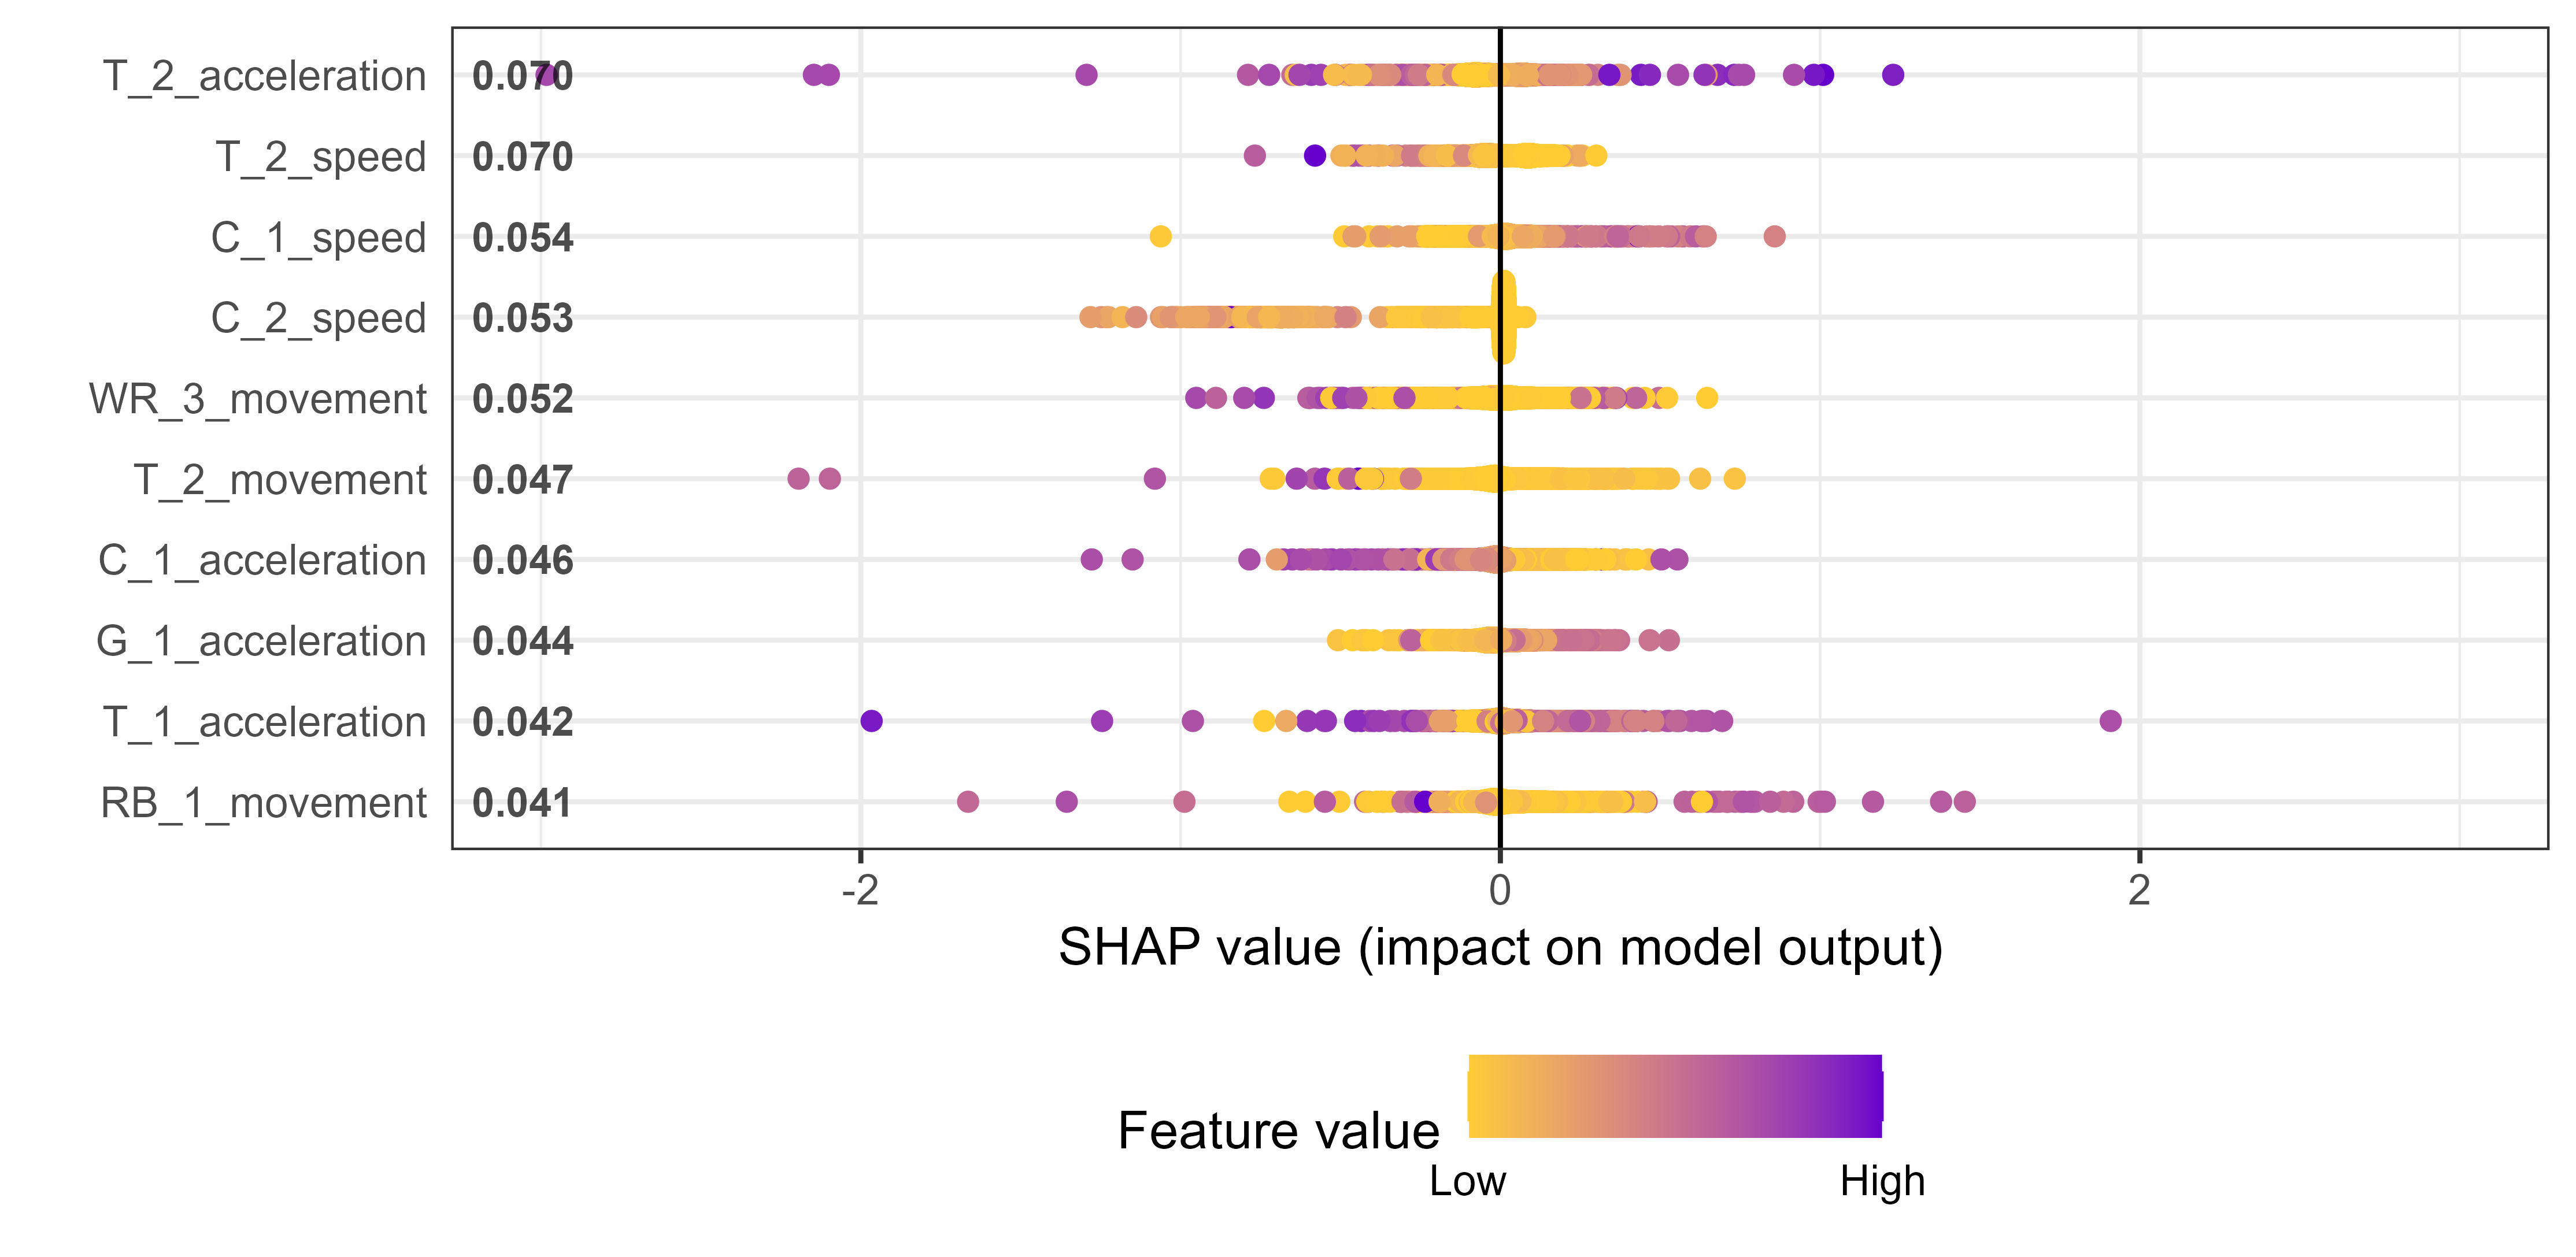 T_2_acceleration 0.070
T_2_speed 0.070
C_1_speed 0.054
C_2_speed 0.053
WR_3_movement 0.052
T_2_movement 0.047
C_1_acceleration 0.046
G_1_acceleration 0.044
T_1_acceleration 0.042
RB_1_movement 0.041
-2 0 2
SHAP value (impact on model output)
Feature value
Low High